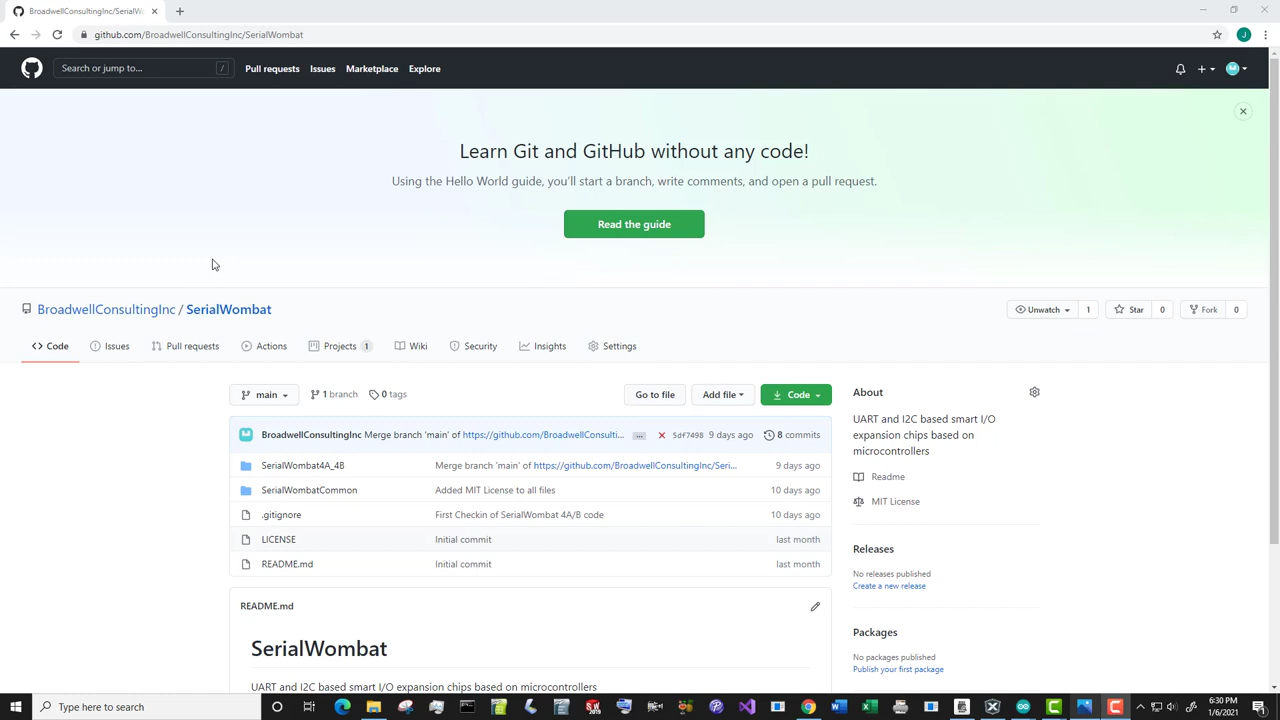 BroadwellConsultingInc/SerialW
github.com/BroadwellConsultingInc/SerialWombat
J
Search or jump to... /
Pull requests Issues Marketplace Explore
Learn Git and GitHub without any code!
Using the Hello World guide, you'll start a branch, write comments, and open a pull request.
Read the guide
BroadwellConsultingInc / SerialWombat
Unwatch 1 Star 0 Fork 0
Code Issues Pull requests Actions Projects 1 Wiki Security Insights Settings
main 1 branch 0 tags Go to file Add file Code
BroadwellConsultingInc Merge branch 'main' of https://github.com/BroadwellConsulti... ... 5df7498 9 days ago 8 commits
SerialWombat4A_4B Merge branch 'main' of https://github.com/BroadwellConsultingInc/Seri... 9 days ago
SerialWombatCommon Added MIT License to all files 10 days ago
.gitignore First Checkin of SerialWombat 4A/B code 10 days ago
LICENSE Initial commit last month
README.md Initial commit last month
About
UART and I2C based smart I/O
expansion chips based on
microcontrollers
Readme
MIT License
Releases
No releases published
Create a new release
Packages
No packages published
Publish your first package
README.md
SerialWombat
UART and I2C based smart I/O expansion chips based on microcontrollers
Type here to search
6:30 PM
1/6/2021